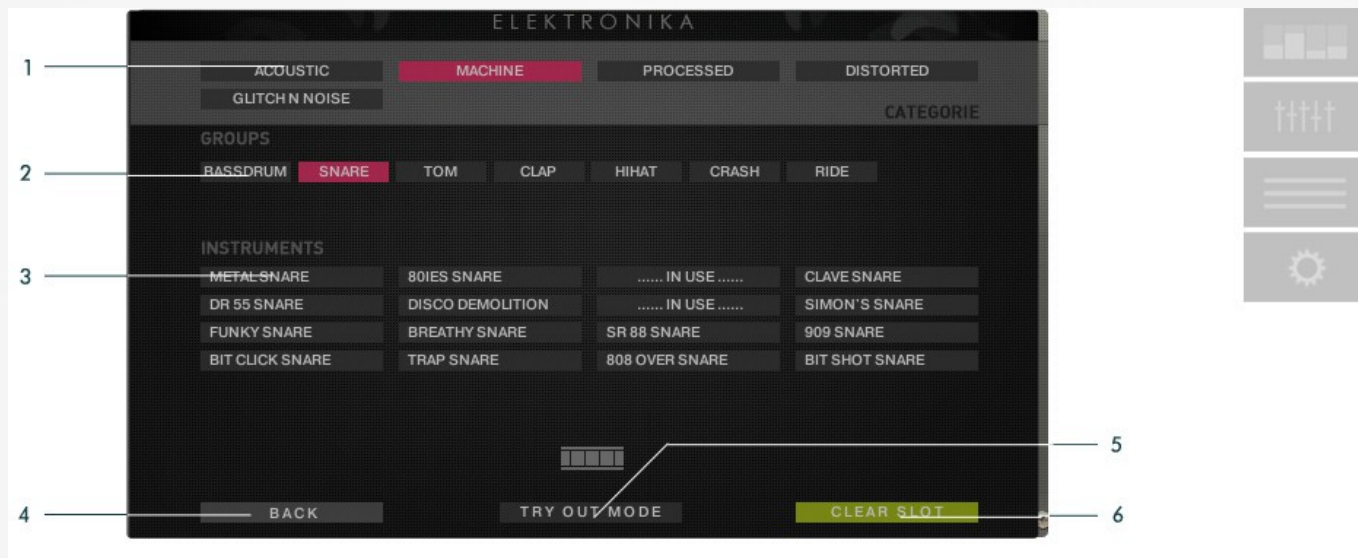 ELEKTRONIKA
1
ACOUSTIC MACHINE PROCESSED DISTORTED
GLITCH N NOISE
CATEGORIE
GROUPS
2
BASSDRUM SNARE TOM CLAP HIHAT CRASH RIDE
INSTRUMENTS
3
METAL SNARE 80IES SNARE ...... IN USE ...... CLAVE SNARE
DR 55 SNARE DISCO DEMOLITION ...... IN USE ...... SIMON'S SNARE
FUNKY SNARE BREATHY SNARE SR 88 SNARE 909 SNARE
BIT CLICK SNARE TRAP SNARE 808 OVER SNARE BIT SHOT SNARE
5
4 BACK TRY OUT MODE CLEAR SLOT 6